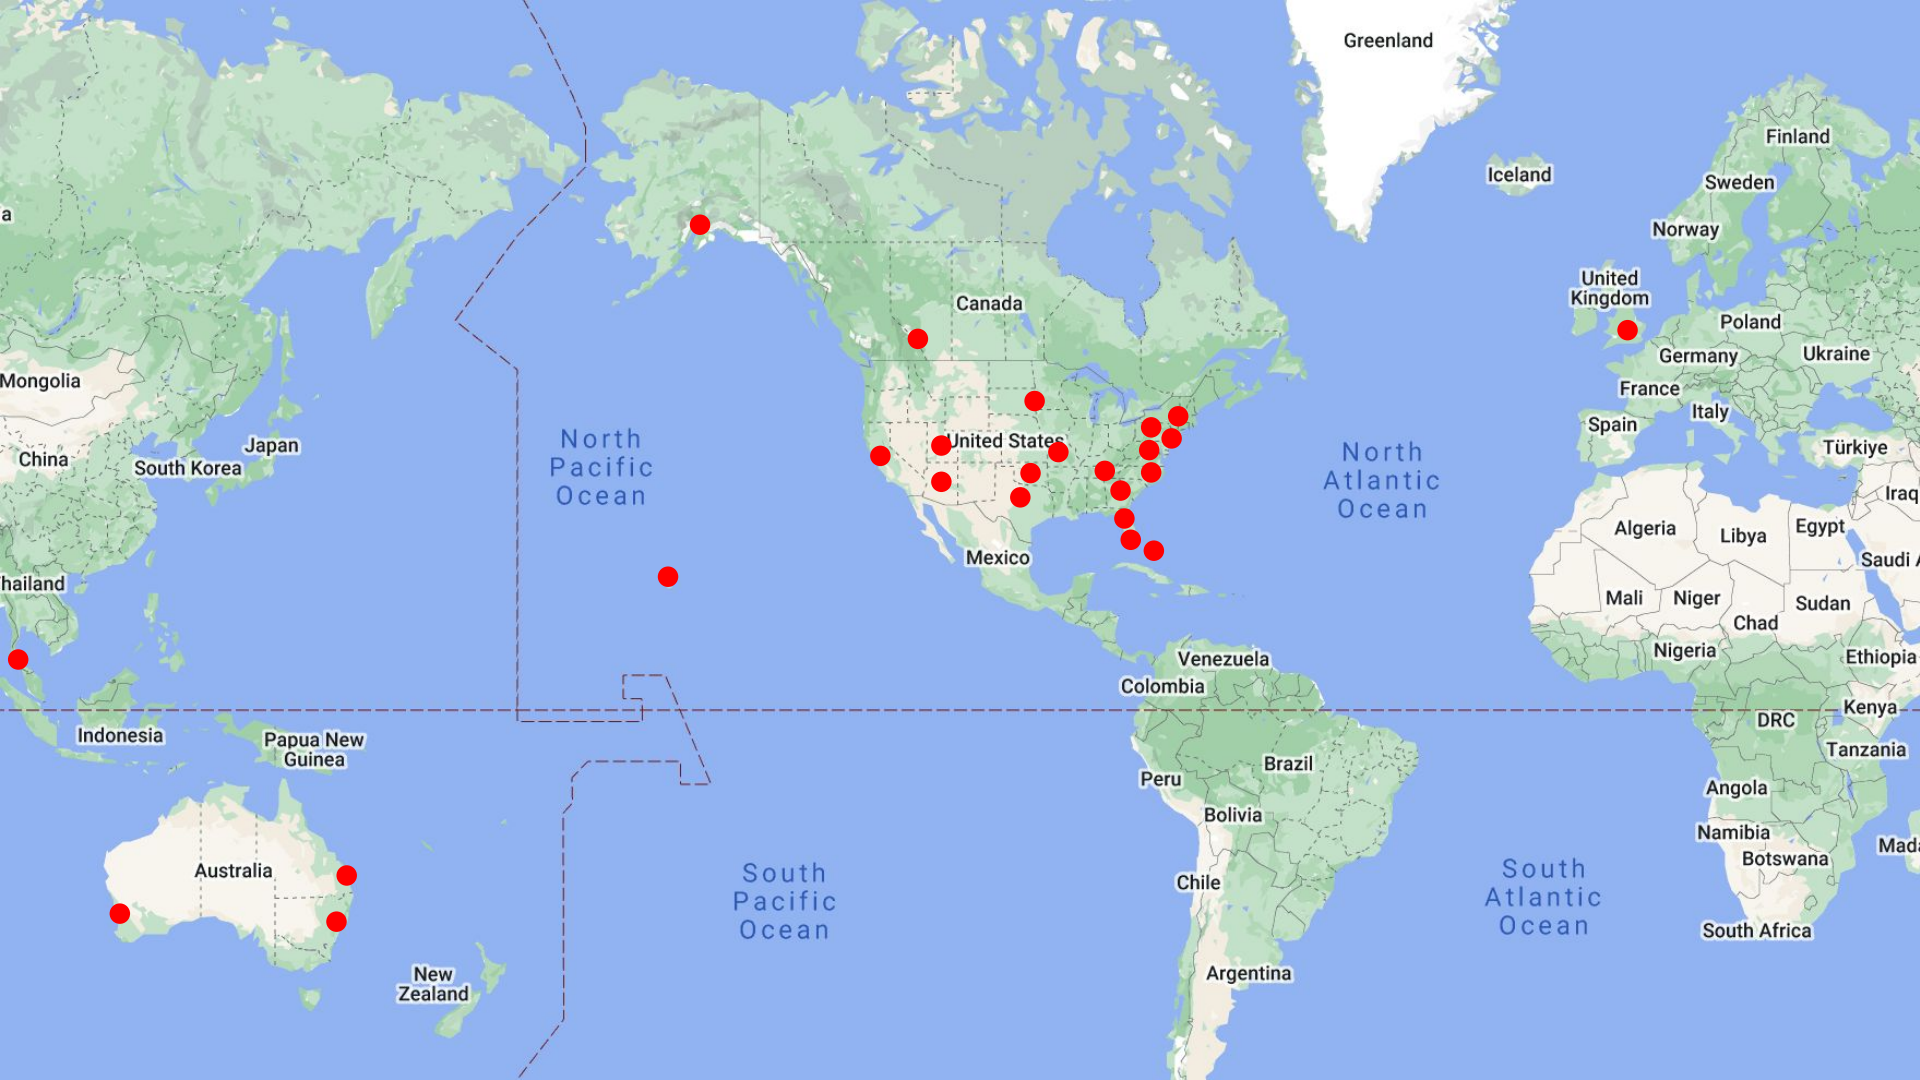 Greenland
Finland
Iceland
Sweden
Norway
United
Kingdom
Canada
Poland
Germany
Ukraine
Mongolia
France
Italy
Spain
North
Pacific
Ocean
United States
Japan
China
South Korea
North
Atlantic
Ocean
Türkiye
Iraq
Algeria
Libya
Egypt
Mexico
Saudi A
hailand
Mali
Niger
Sudan
Chad
Nigeria
Ethiopia
Venezuela
Colombia
Kenya
DRC
Indonesia
Papua New
Guinea
Tanzania
Brazil
Peru
Angola
Bolivia
Namibia
Mada
Botswana
Australia
Chile
South
Pacific
Ocean
South
Atlantic
Ocean
South Africa
New
Zealand
Argentina
a